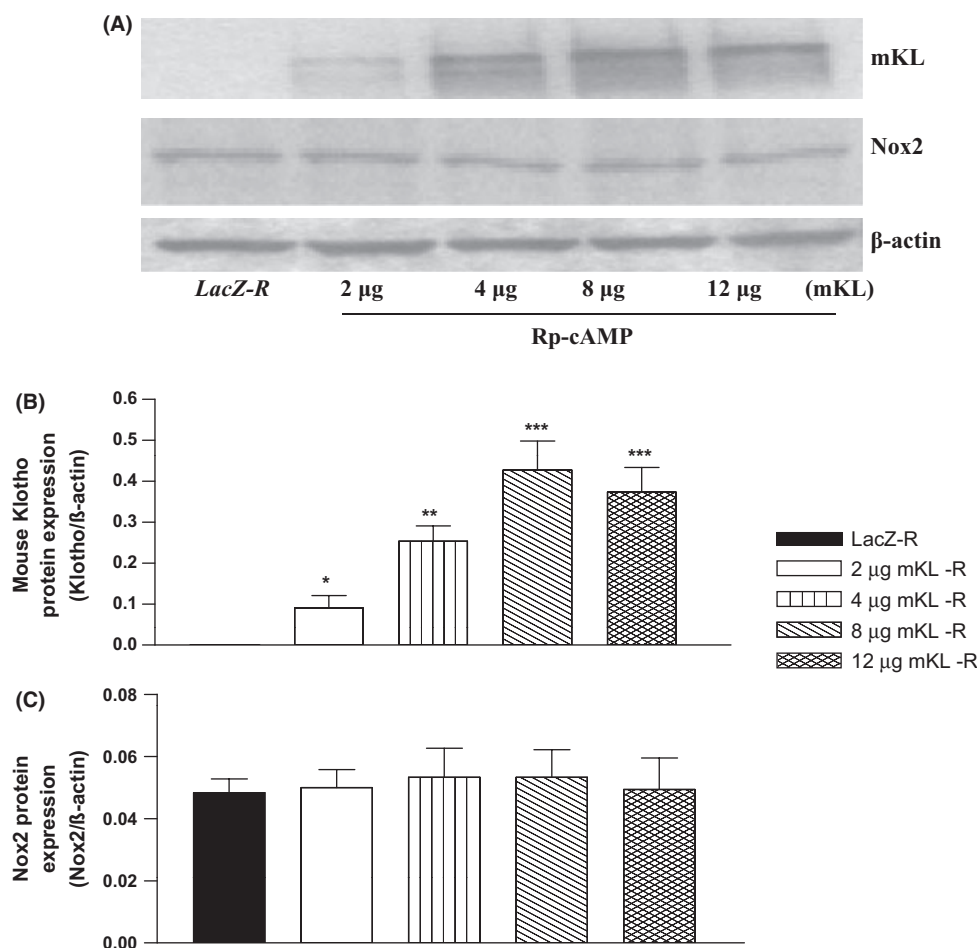 (A)
mKL
Nox2
β-actin
LacZ-R 2 μg 4 μg 8 μg 12 μg (mKL)
Rp-cAMP
(B)
Mouse Klotho
protein expression
(Klotho/ß-actin)
0.6
0.5
0.4
0.3
0.2
0.1
0.0
*
**
***
***
LacZ-R
2 μg mKL -R
4 μg mKL -R
8 μg mKL -R
12 μg mKL -R
(C)
Nox2 protein
expression
(Nox2/ß-actin)
0.08
0.06
0.04
0.02
0.00